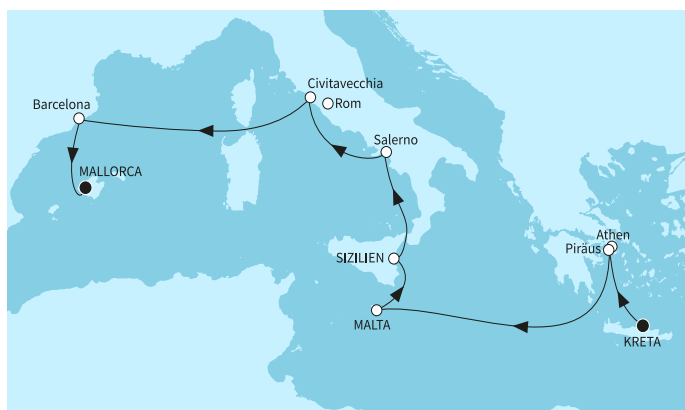 Civitavecchia
Rom
Barcelona
Salerno
MALLORCA
Athen
Piräus
SIZILIEN
MALTA
KRETA